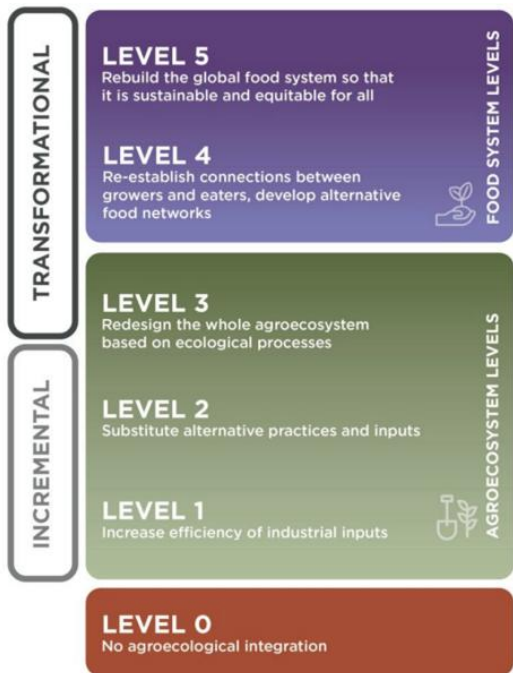 TRANSFORMATIONAL
LEVEL 5
Rebuild the global food system so that
it is sustainable and equitable for all
LEVEL 4
Re-establish connections between
growers and eaters, develop alternative
food networks
FOOD SYSTEM LEVELS
INCREMENTAL
LEVEL 3
Redesign the whole agroecosystem
based on ecological processes
LEVEL 2
Substitute alternative practices and inputs
LEVEL 1
Increase efficiency of industrial inputs
AGROECOSYSTEM LEVELS
LEVEL 0
No agroecological integration